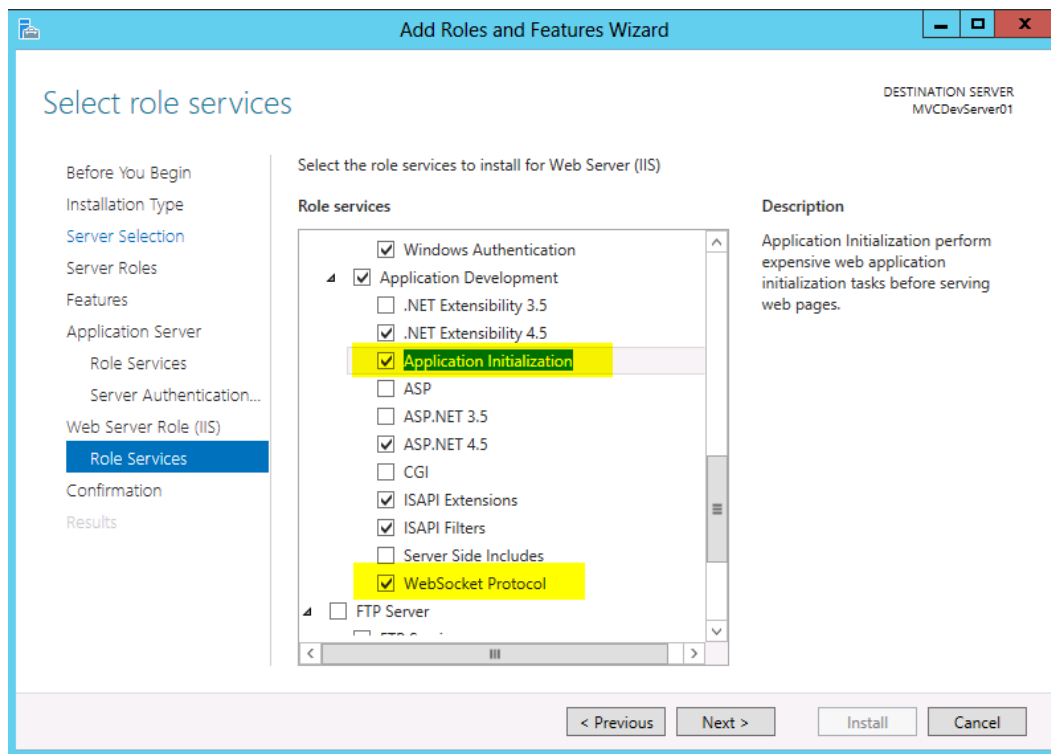 Add Roles and Features Wizard
Select role services
DESTINATION SERVER
MVCDevServer01
Before You Begin
Installation Type
Server Selection
Server Roles
Features
Application Server
Role Services
Server Authentication...
Web Server Role (IIS)
Role Services
Confirmation
Results
Select the role services to install for Web Server (IIS)
Role services
Windows Authentication
Application Development
.NET Extensibility 3.5
.NET Extensibility 4.5
Application Initialization
ASP
ASP.NET 3.5
ASP.NET 4.5
CGI
ISAPI Extensions
ISAPI Filters
Server Side Includes
WebSocket Protocol
FTP Server
Description
Application Initialization perform
expensive web application
initialization tasks before serving
web pages.
< Previous
Next >
Install
Cancel